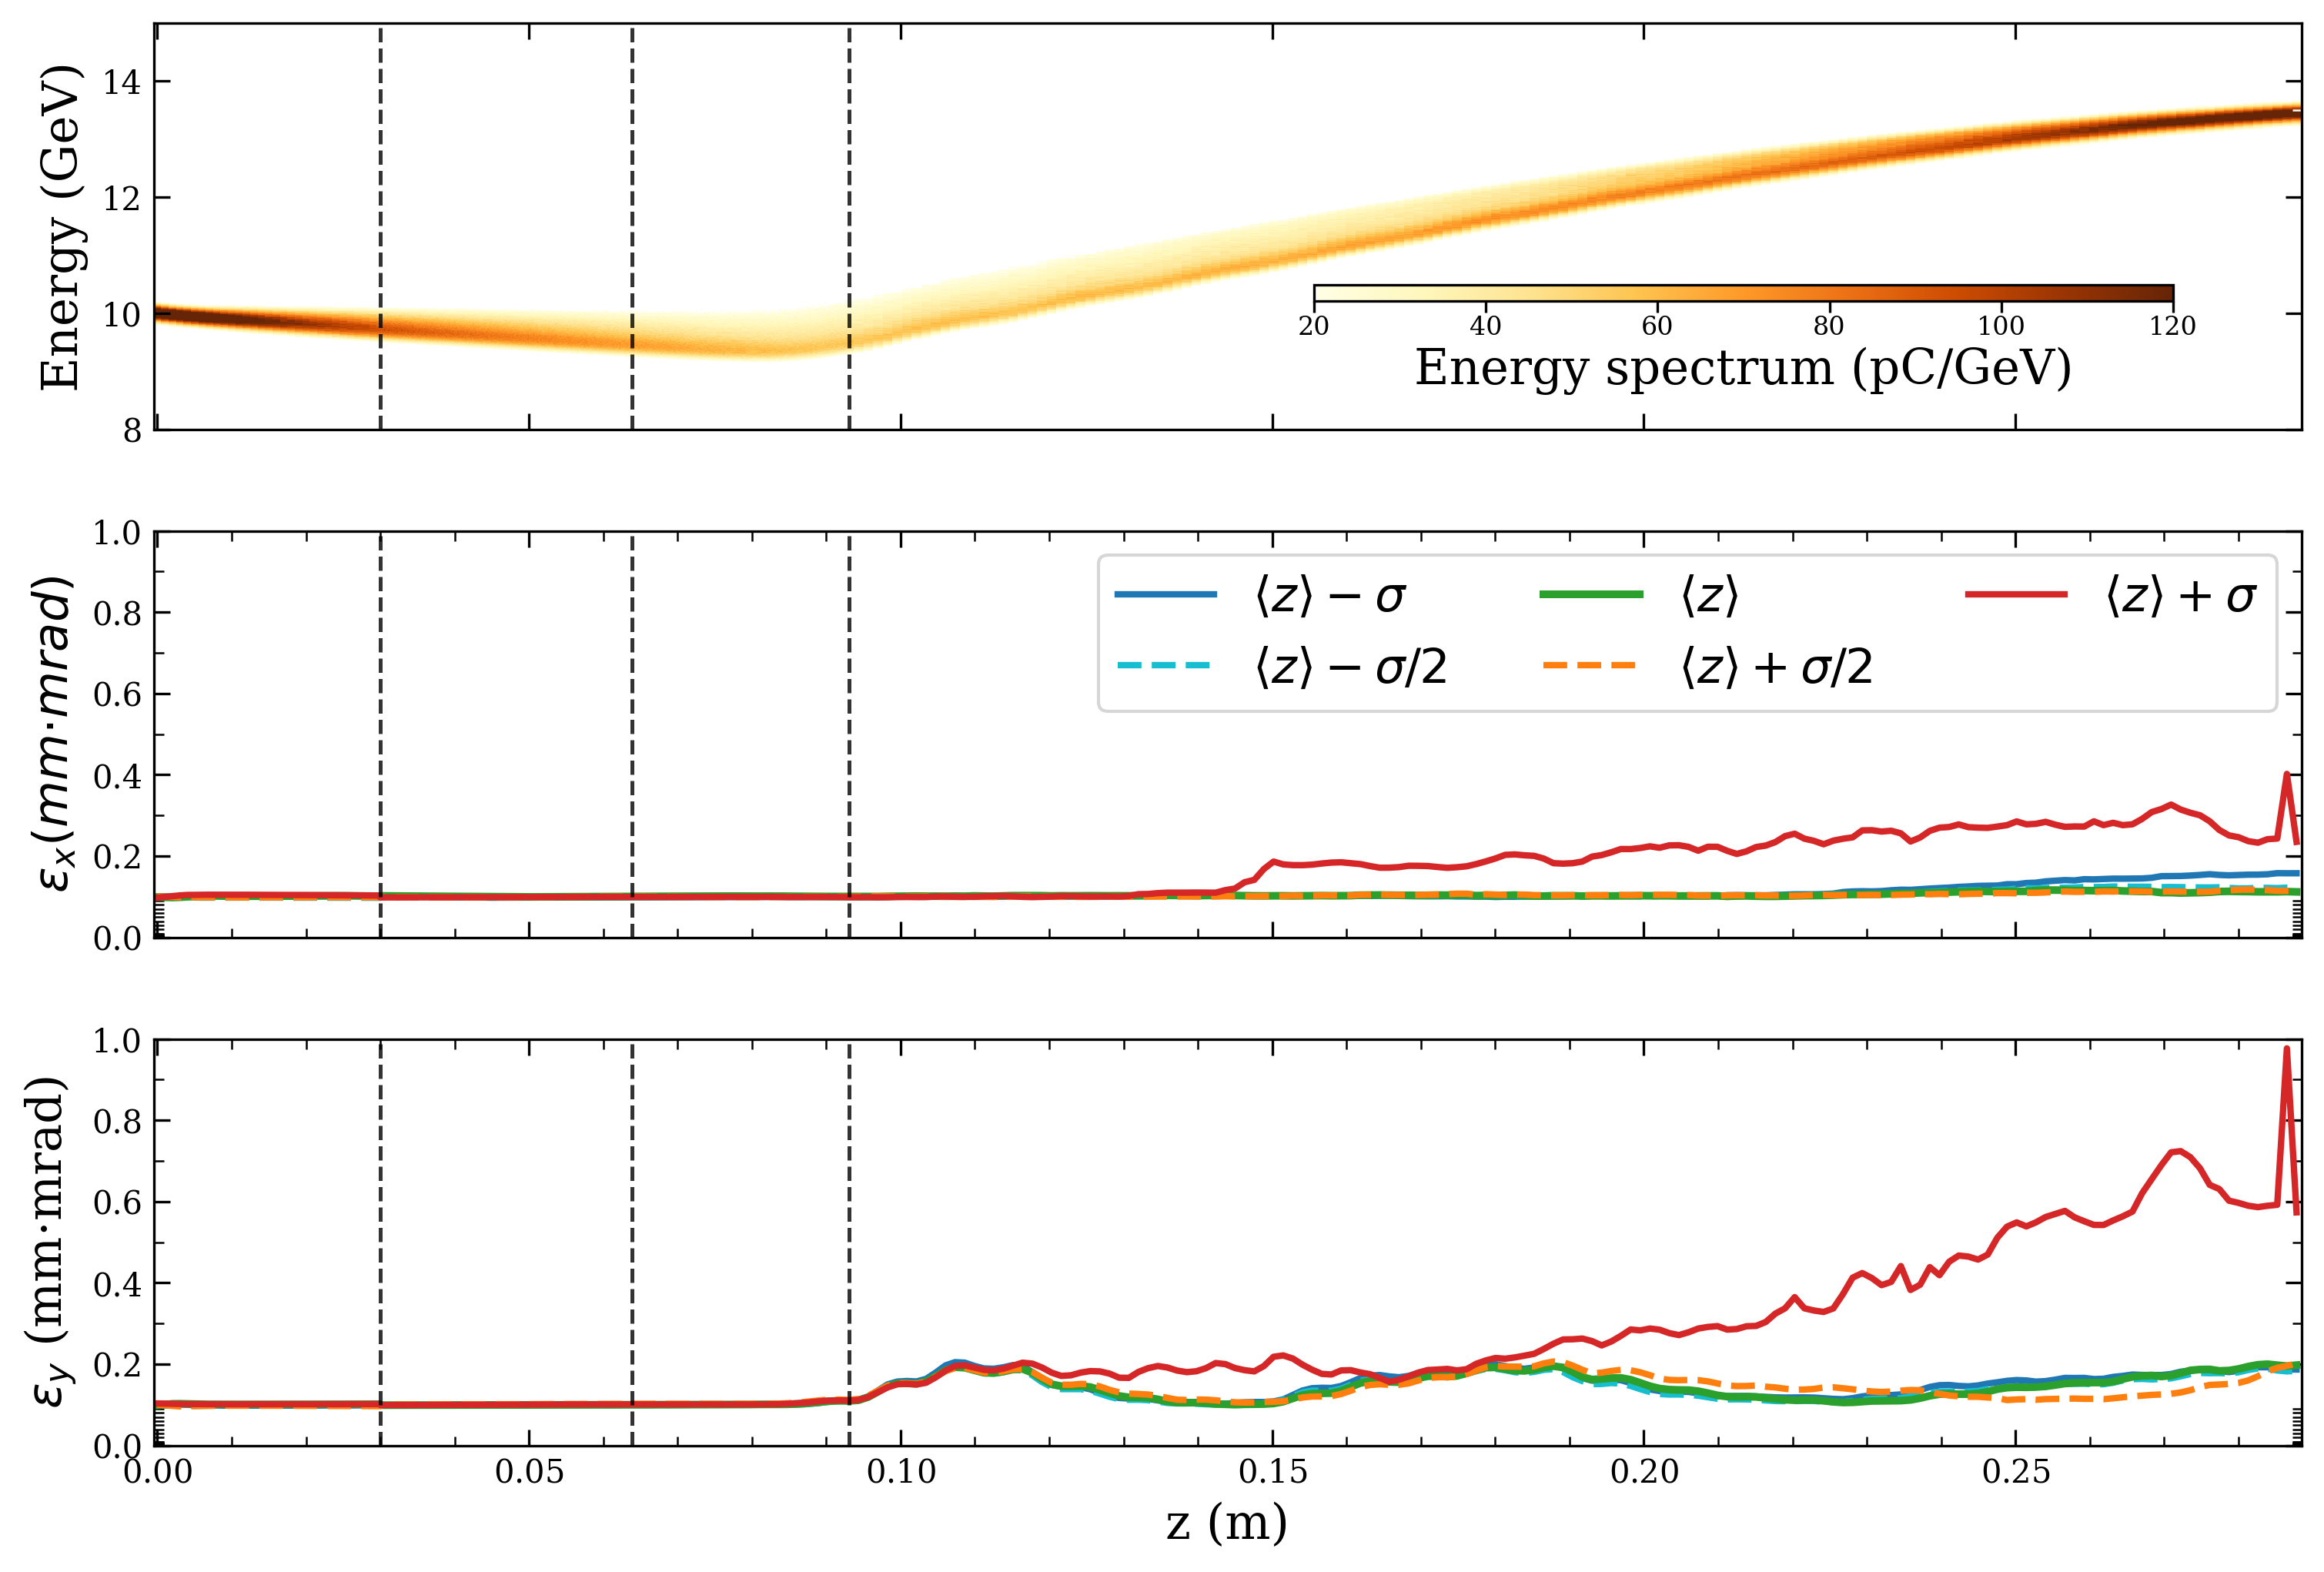 Energy (GeV)
14
12
10
8
20 40 60 80 100 120
Energy spectrum (pC/GeV)
εx(mm·mrad)
1.0
0.8
0.6
0.4
0.2
0.0
⟨z⟩ − σ
⟨z⟩ − σ/2
⟨z⟩
⟨z⟩ + σ/2
⟨z⟩ + σ
εy (mm·mrad)
1.0
0.8
0.6
0.4
0.2
0.0
0.00 0.05 0.10 0.15 0.20 0.25
z (m)